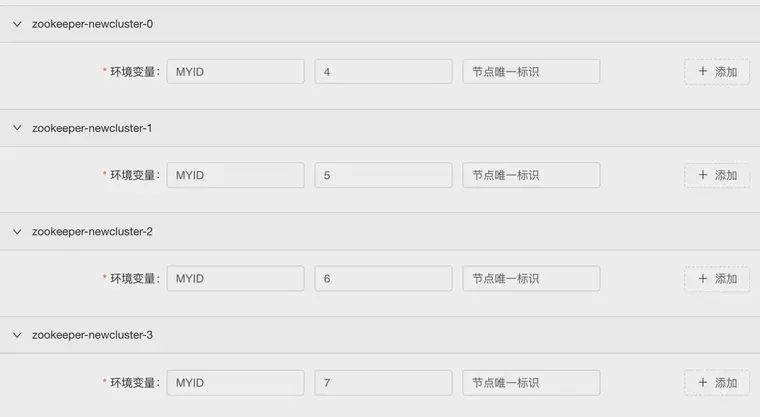 zookeeper-newcluster-0
* 环境变量： MYID 4 节点唯一标识 + 添加
zookeeper-newcluster-1
* 环境变量： MYID 5 节点唯一标识 + 添加
zookeeper-newcluster-2
* 环境变量： MYID 6 节点唯一标识 + 添加
zookeeper-newcluster-3
* 环境变量： MYID 7 节点唯一标识 + 添加